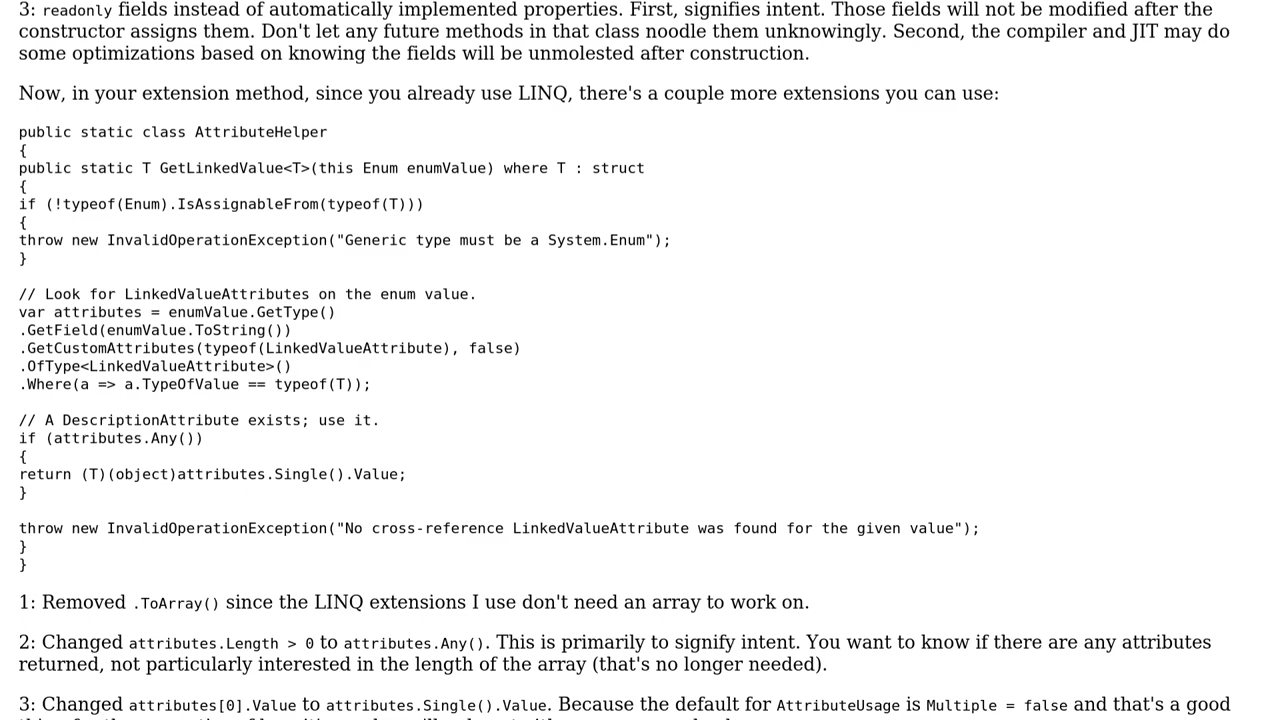 3: readonly fields instead of automatically implemented properties. First, signifies intent. Those fields will not be modified after the
constructor assigns them. Don't let any future methods in that class noodle them unknowingly. Second, the compiler and JIT may do
some optimizations based on knowing the fields will be unmolested after construction.
Now, in your extension method, since you already use LINQ, there's a couple more extensions you can use:
public static class AttributeHelper
{
public static T GetLinkedValue<T>(this Enum enumValue) where T : struct
{
if (!typeof(Enum).IsAssignableFrom(typeof(T)))
{
throw new InvalidOperationException("Generic type must be a System.Enum");
}
// Look for LinkedValueAttributes on the enum value.
var attributes = enumValue.GetType()
.GetField(enumValue.ToString())
.GetCustomAttributes(typeof(LinkedValueAttribute), false)
.OfType<LinkedValueAttribute>()
.Where(a => a.TypeOfValue == typeof(T));
// A DescriptionAttribute exists; use it.
if (attributes.Any())
{
return (T)(object)attributes.Single().Value;
}
throw new InvalidOperationException("No cross-reference LinkedValueAttribute was found for the given value");
}
}
1: Removed .ToArray() since the LINQ extensions I use don't need an array to work on.
2: Changed attributes.Length > 0 to attributes.Any(). This is primarily to signify intent. You want to know if there are any attributes
returned, not particularly interested in the length of the array (that's no longer needed).
3: Changed attributes[0].Value to attributes.Single().Value. Because the default for AttributeUsage is Multiple = false and that's a good